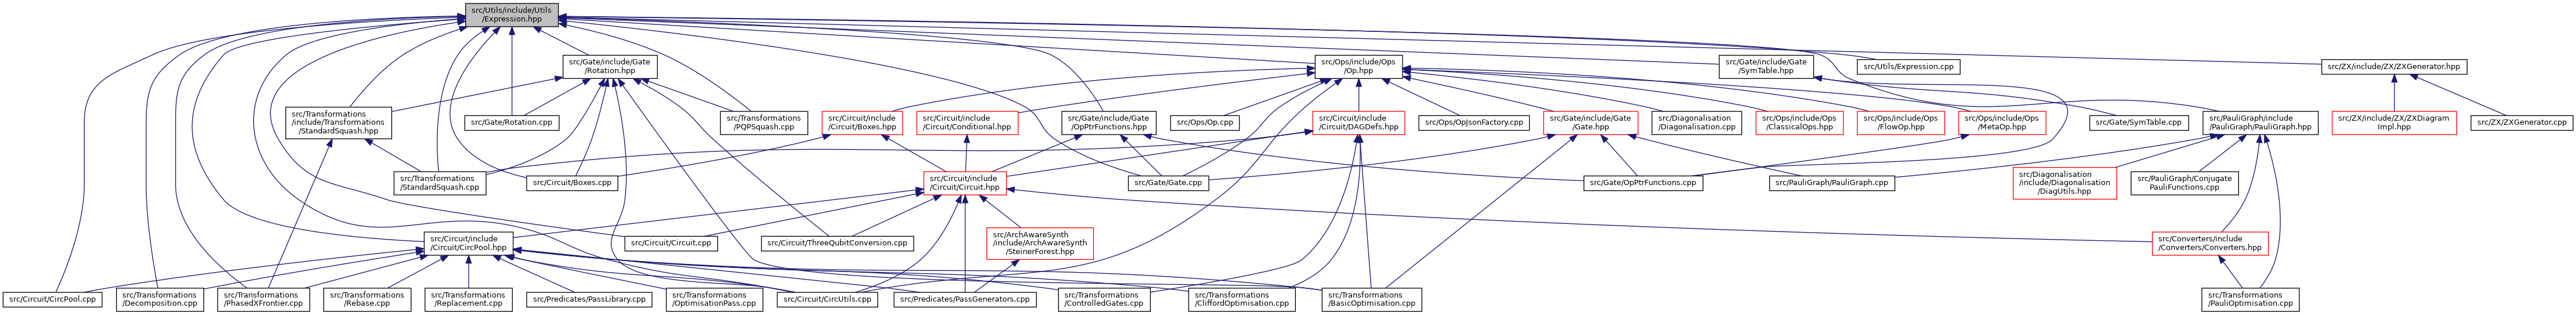 src/Utils/include/Utils
/Expression.hpp
src/Gate/include/Gate
/Rotation.hpp
src/Ops/include/Ops
/Op.hpp
src/Gate/include/Gate
/SymTable.hpp
src/Utils/Expression.cpp
src/ZX/include/ZX/ZXGenerator.hpp
src/Transformations
/include/Transformations
/StandardSquash.hpp
src/Gate/Rotation.cpp
src/Transformations
/PQPSquash.cpp
src/Circuit/include
/Circuit/Boxes.hpp
src/Circuit/include
/Circuit/Conditional.hpp
src/Gate/include/Gate
/OpPtrFunctions.hpp
src/Ops/Op.cpp
src/Circuit/include
/Circuit/DAGDefs.hpp
src/Ops/OpJsonFactory.cpp
src/Gate/include/Gate
/Gate.hpp
src/Diagonalisation
/Diagonalisation.cpp
src/Ops/include/Ops
/ClassicalOps.hpp
src/Ops/include/Ops
/FlowOp.hpp
src/Ops/include/Ops
/MetaOp.hpp
src/Gate/SymTable.cpp
src/PauliGraph/include
/PauliGraph/PauliGraph.hpp
src/ZX/include/ZX/ZXDiagram
Impl.hpp
src/ZX/ZXGenerator.cpp
src/Transformations
/StandardSquash.cpp
src/Circuit/Boxes.cpp
src/Circuit/include
/Circuit/Circuit.hpp
src/Gate/Gate.cpp
src/Gate/OpPtrFunctions.cpp
src/PauliGraph/PauliGraph.cpp
src/Diagonalisation
/include/Diagonalisation
/DiagUtils.hpp
src/PauliGraph/Conjugate
PauliFunctions.cpp
src/Circuit/include
/Circuit/CircPool.hpp
src/Circuit/Circuit.cpp
src/Circuit/ThreeQubitConversion.cpp
src/ArchAwareSynth
/include/ArchAwareSynth
/SteinerForest.hpp
src/Converters/include
/Converters/Converters.hpp
src/Circuit/CircPool.cpp
src/Transformations
/Decomposition.cpp
src/Transformations
/PhasedXFrontier.cpp
src/Transformations
/Rebase.cpp
src/Transformations
/Replacement.cpp
src/Predicates/PassLibrary.cpp
src/Transformations
/OptimisationPass.cpp
src/Circuit/CircUtils.cpp
src/Predicates/PassGenerators.cpp
src/Transformations
/ControlledGates.cpp
src/Transformations
/CliffordOptimisation.cpp
src/Transformations
/BasicOptimisation.cpp
src/Transformations
/PauliOptimisation.cpp